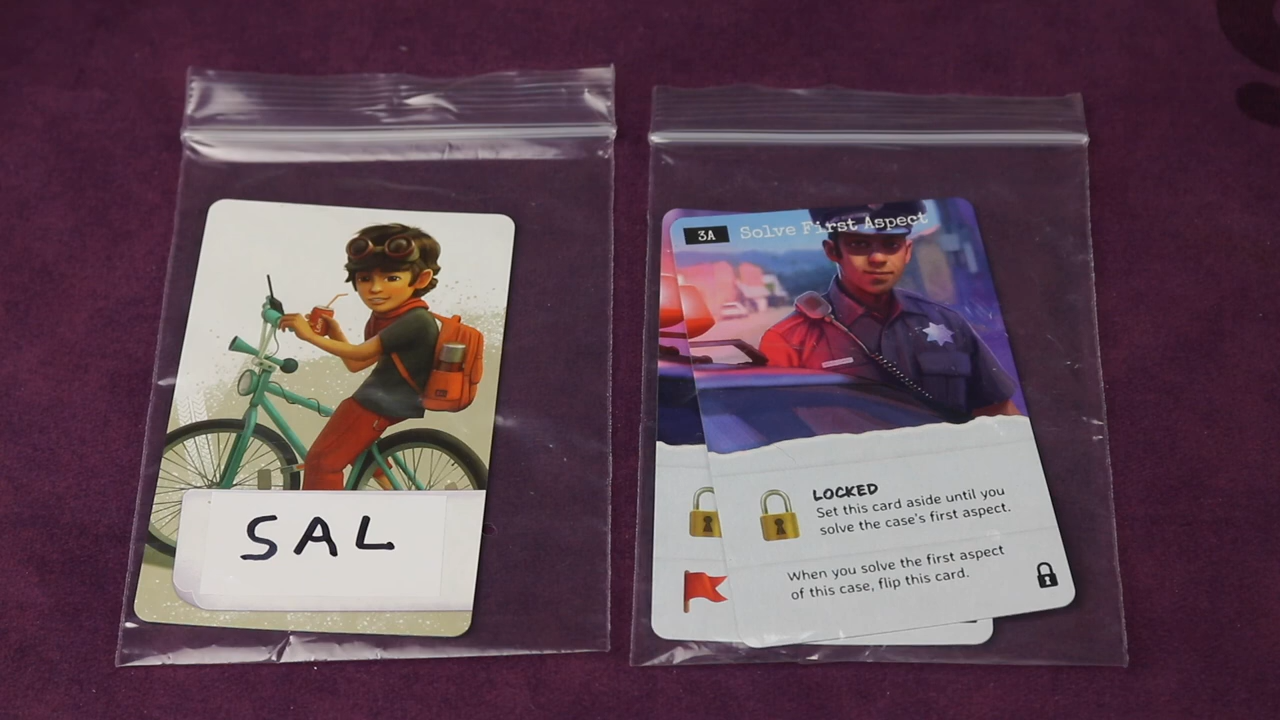 SAL
3A Solve First Aspect
LOCKED
Set this card aside until you
solve the case's first aspect.
When you solve the first aspect
of this case, flip this card.